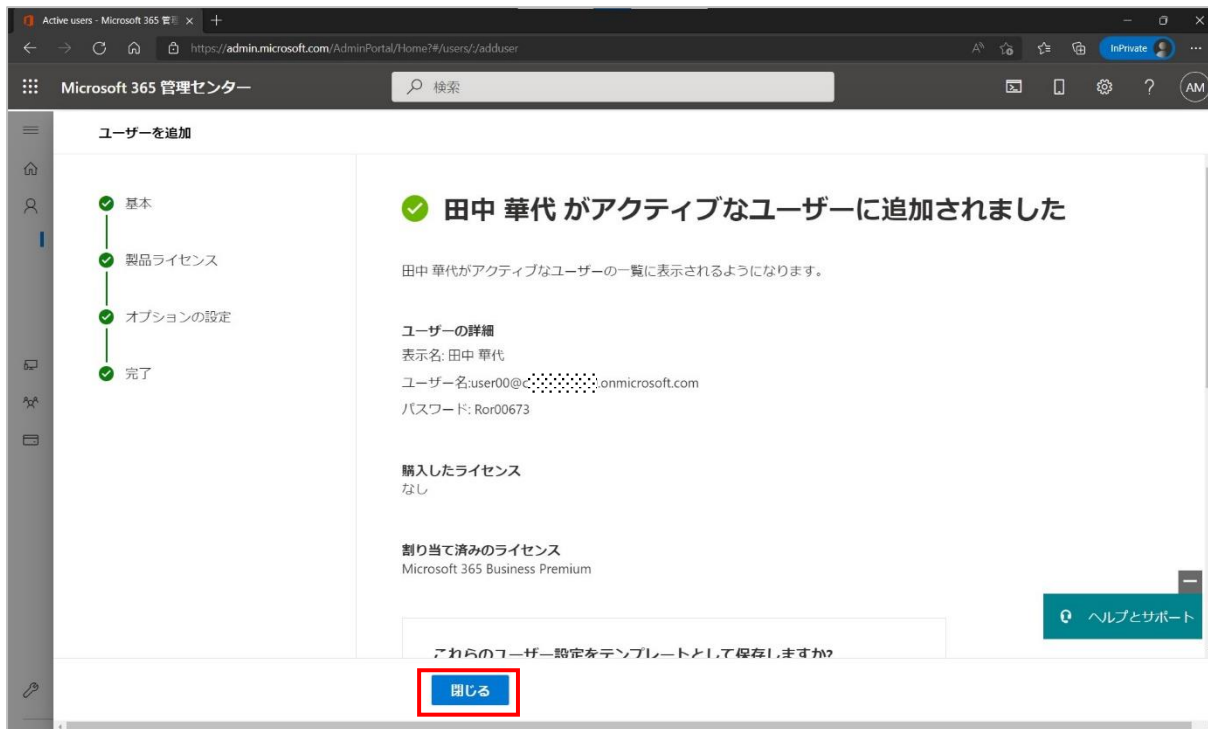 Active users - Microsoft 365 管理
https://admin.microsoft.com/AdminPortal/Home?#/users/:/adduser
InPrivate
Microsoft 365 管理センター
検索
AM
ユーザーを追加
基本
製品ライセンス
オプションの設定
完了
田中 華代 がアクティブなユーザーに追加されました
田中 華代がアクティブなユーザーの一覧に表示されるようになります。
ユーザーの詳細
表示名: 田中 華代
ユーザー名:user00@c .onmicrosoft.com
パスワード: Ror00673
購入したライセンス
なし
割り当て済みのライセンス
Microsoft 365 Business Premium
ヘルプとサポート
これらのユーザー設定をテンプレートとして保存しますか?
閉じる